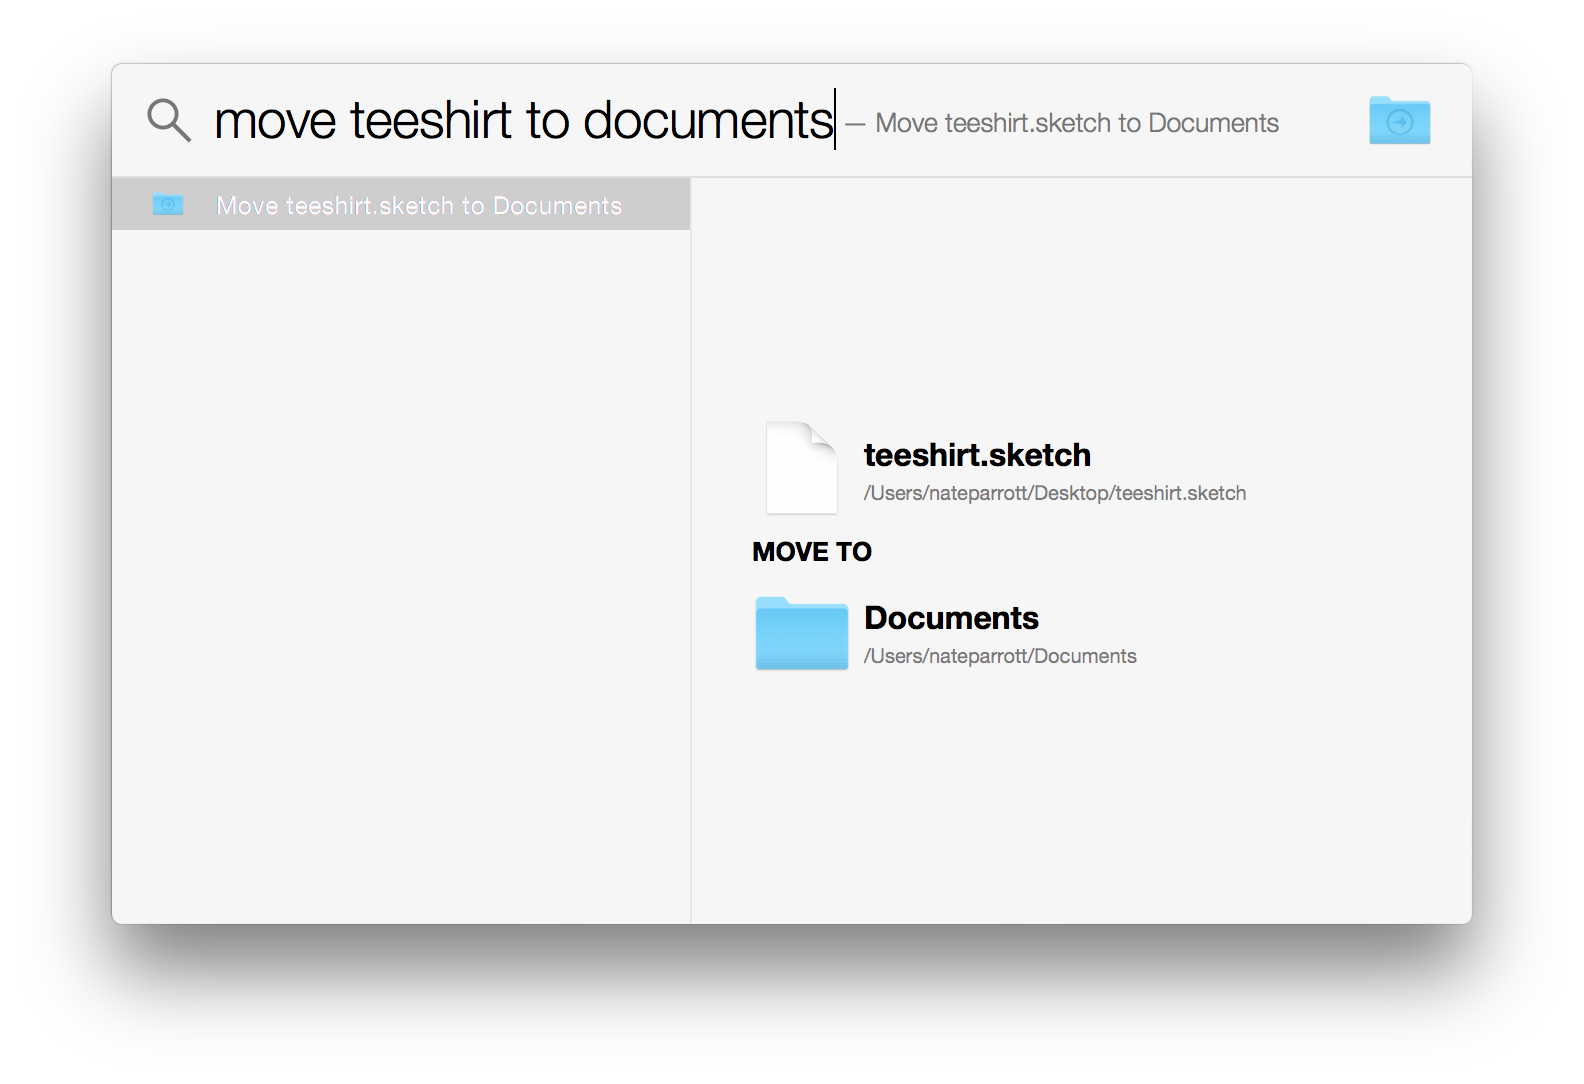 move teeshirt to documents — Move teeshirt.sketch to Documents
Move teeshirt.sketch to Documents
teeshirt.sketch
/Users/nateparrott/Desktop/teeshirt.sketch
MOVE TO
Documents
/Users/nateparrott/Documents